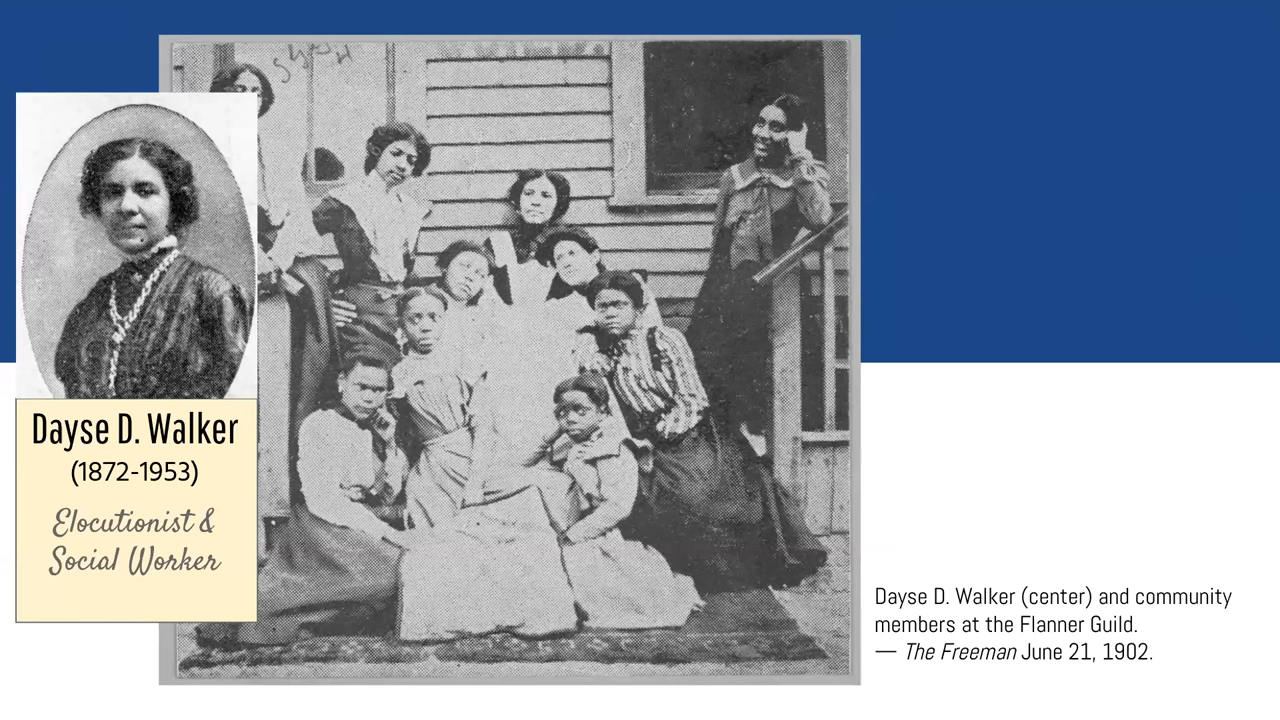 Dayse D. Walker
(1872-1953)
Elocutionist &
Social Worker
Dayse D. Walker (center) and community
members at the Flanner Guild.
— The Freeman June 21, 1902.